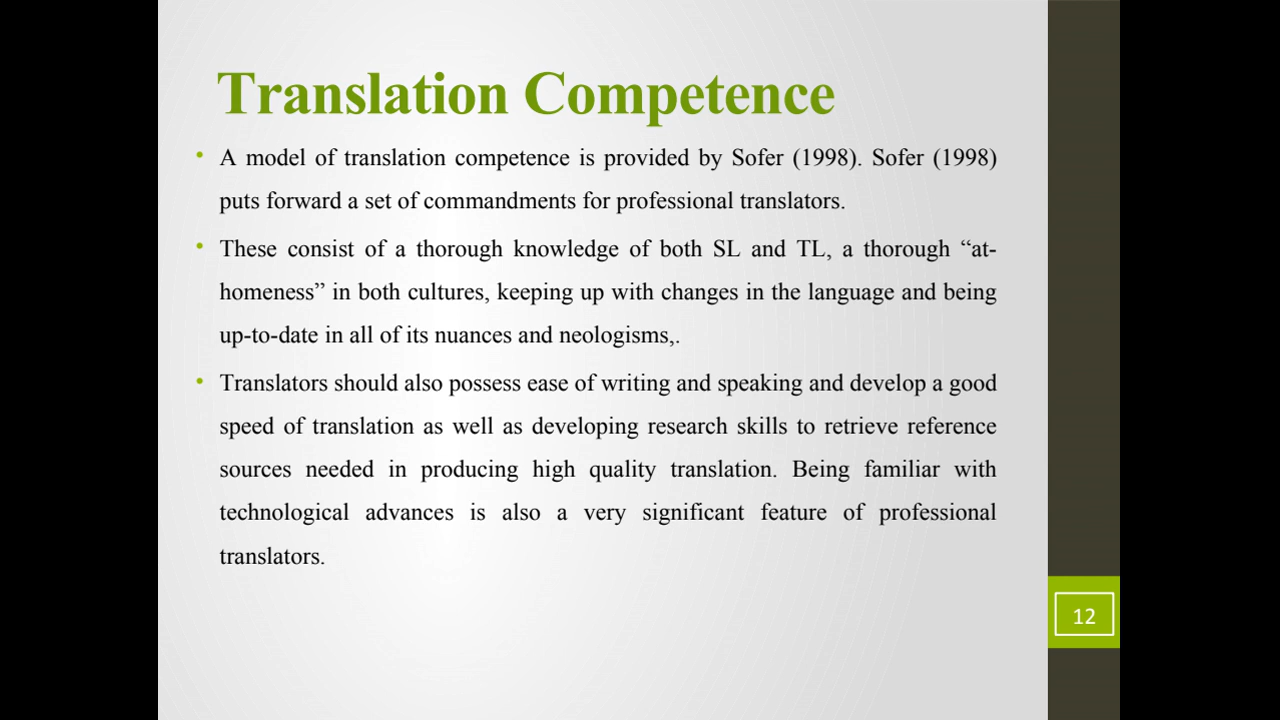 Translation Competence
• A model of translation competence is provided by Sofer (1998). Sofer (1998)
puts forward a set of commandments for professional translators.
• These consist of a thorough knowledge of both SL and TL, a thorough “at-
homeness” in both cultures, keeping up with changes in the language and being
up-to-date in all of its nuances and neologisms,.
• Translators should also possess ease of writing and speaking and develop a good
speed of translation as well as developing research skills to retrieve reference
sources needed in producing high quality translation. Being familiar with
technological advances is also a very significant feature of professional
translators.
12